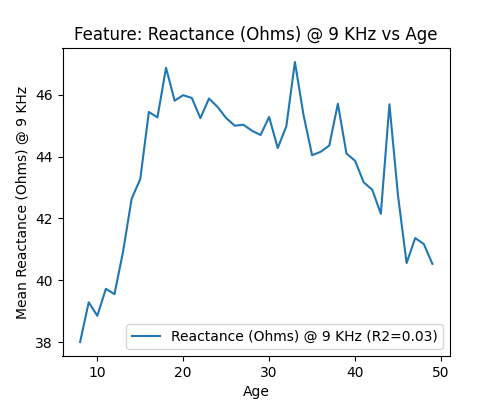 Feature: Reactance (Ohms) @ 9 KHz vs Age
Mean Reactance (Ohms) @ 9 KHz
46
44
42
40
38
Reactance (Ohms) @ 9 KHz (R2=0.03)
10
20
30
40
50
Age